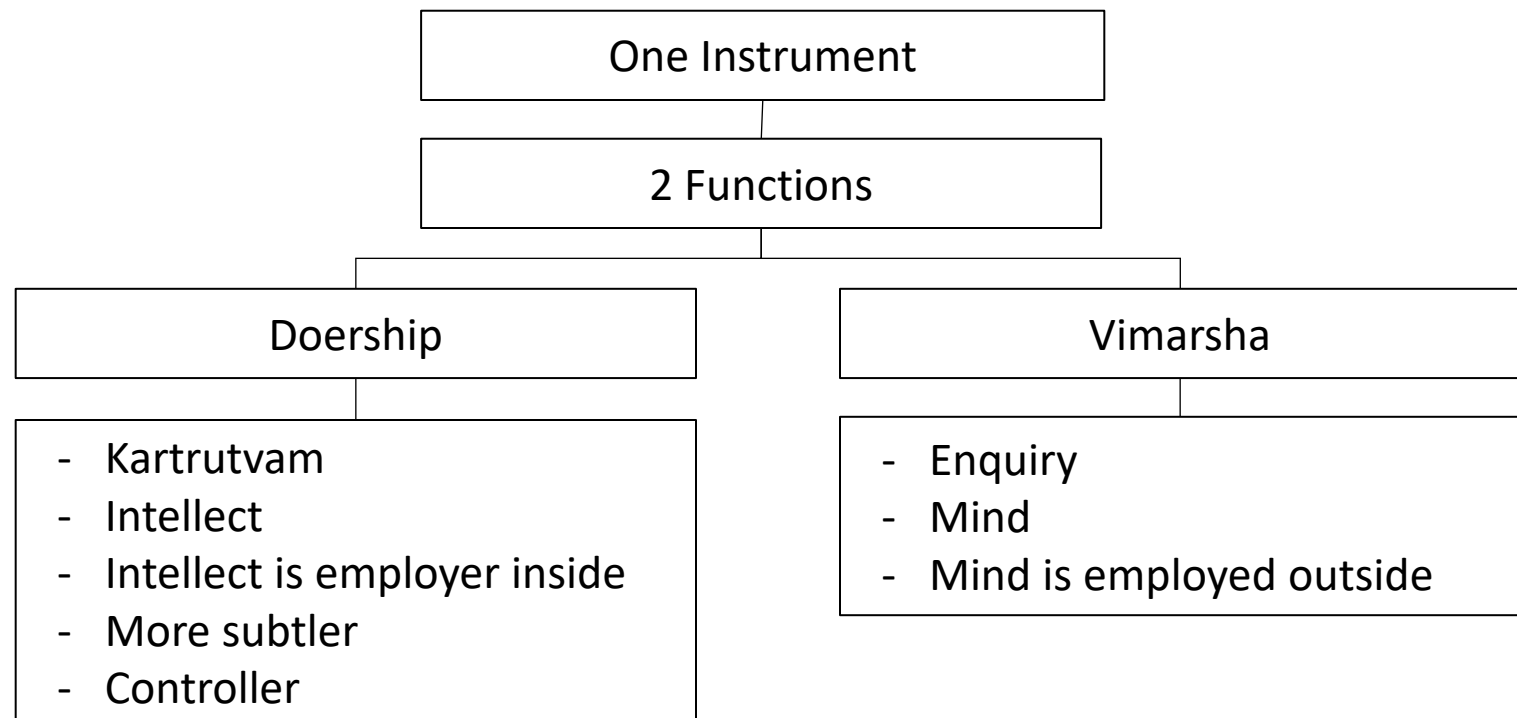 One Instrument
2 Functions
Doership
Vimarsha
- Kartrutvam
- Intellect
- Intellect is employer inside
- More subtler
- Controller
- Enquiry
- Mind
- Mind is employed outside